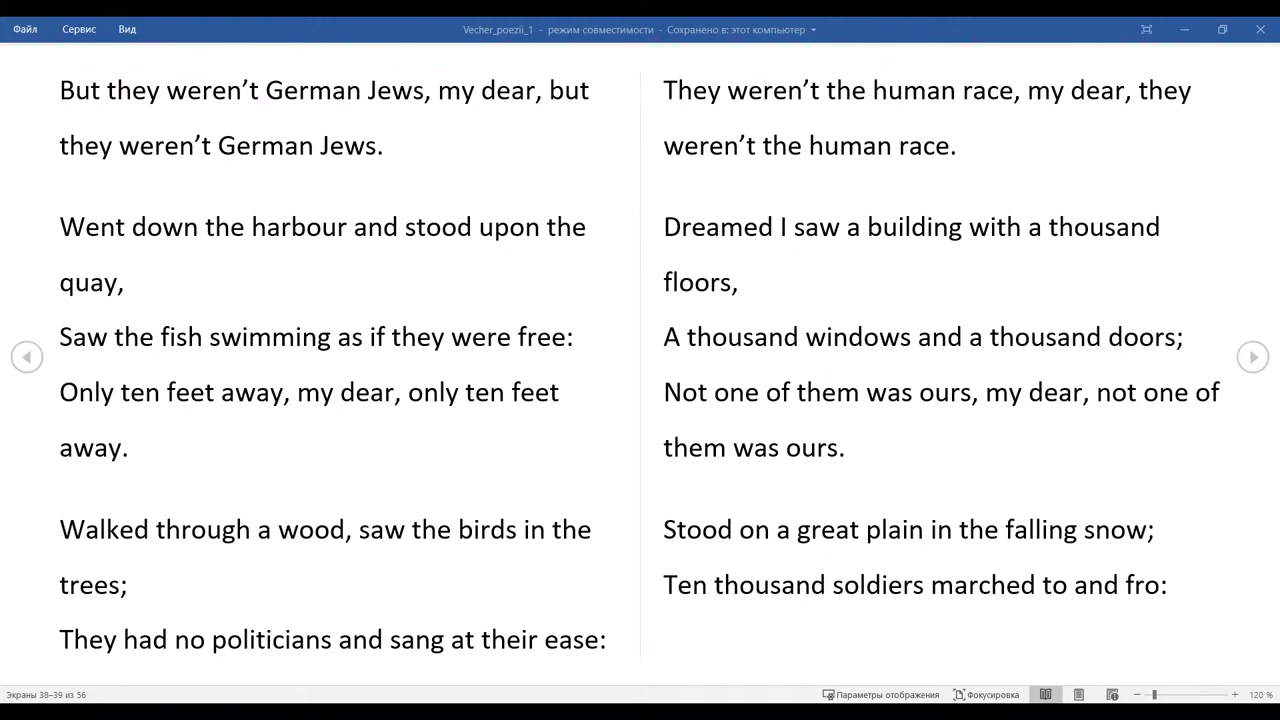 Файл Сервис Вид Vecher_poezii_1 - режим совместимости - Сохранено в: этот компьютер
But they weren’t German Jews, my dear, but
they weren’t German Jews.
Went down the harbour and stood upon the
quay,
Saw the fish swimming as if they were free:
Only ten feet away, my dear, only ten feet
away.
Walked through a wood, saw the birds in the
trees;
They had no politicians and sang at their ease:
They weren’t the human race, my dear, they
weren’t the human race.
Dreamed I saw a building with a thousand
floors,
A thousand windows and a thousand doors;
Not one of them was ours, my dear, not one of
them was ours.
Stood on a great plain in the falling snow;
Ten thousand soldiers marched to and fro:
Экраны 38–39 из 56 Параметры отображения Фокусировка 120 %